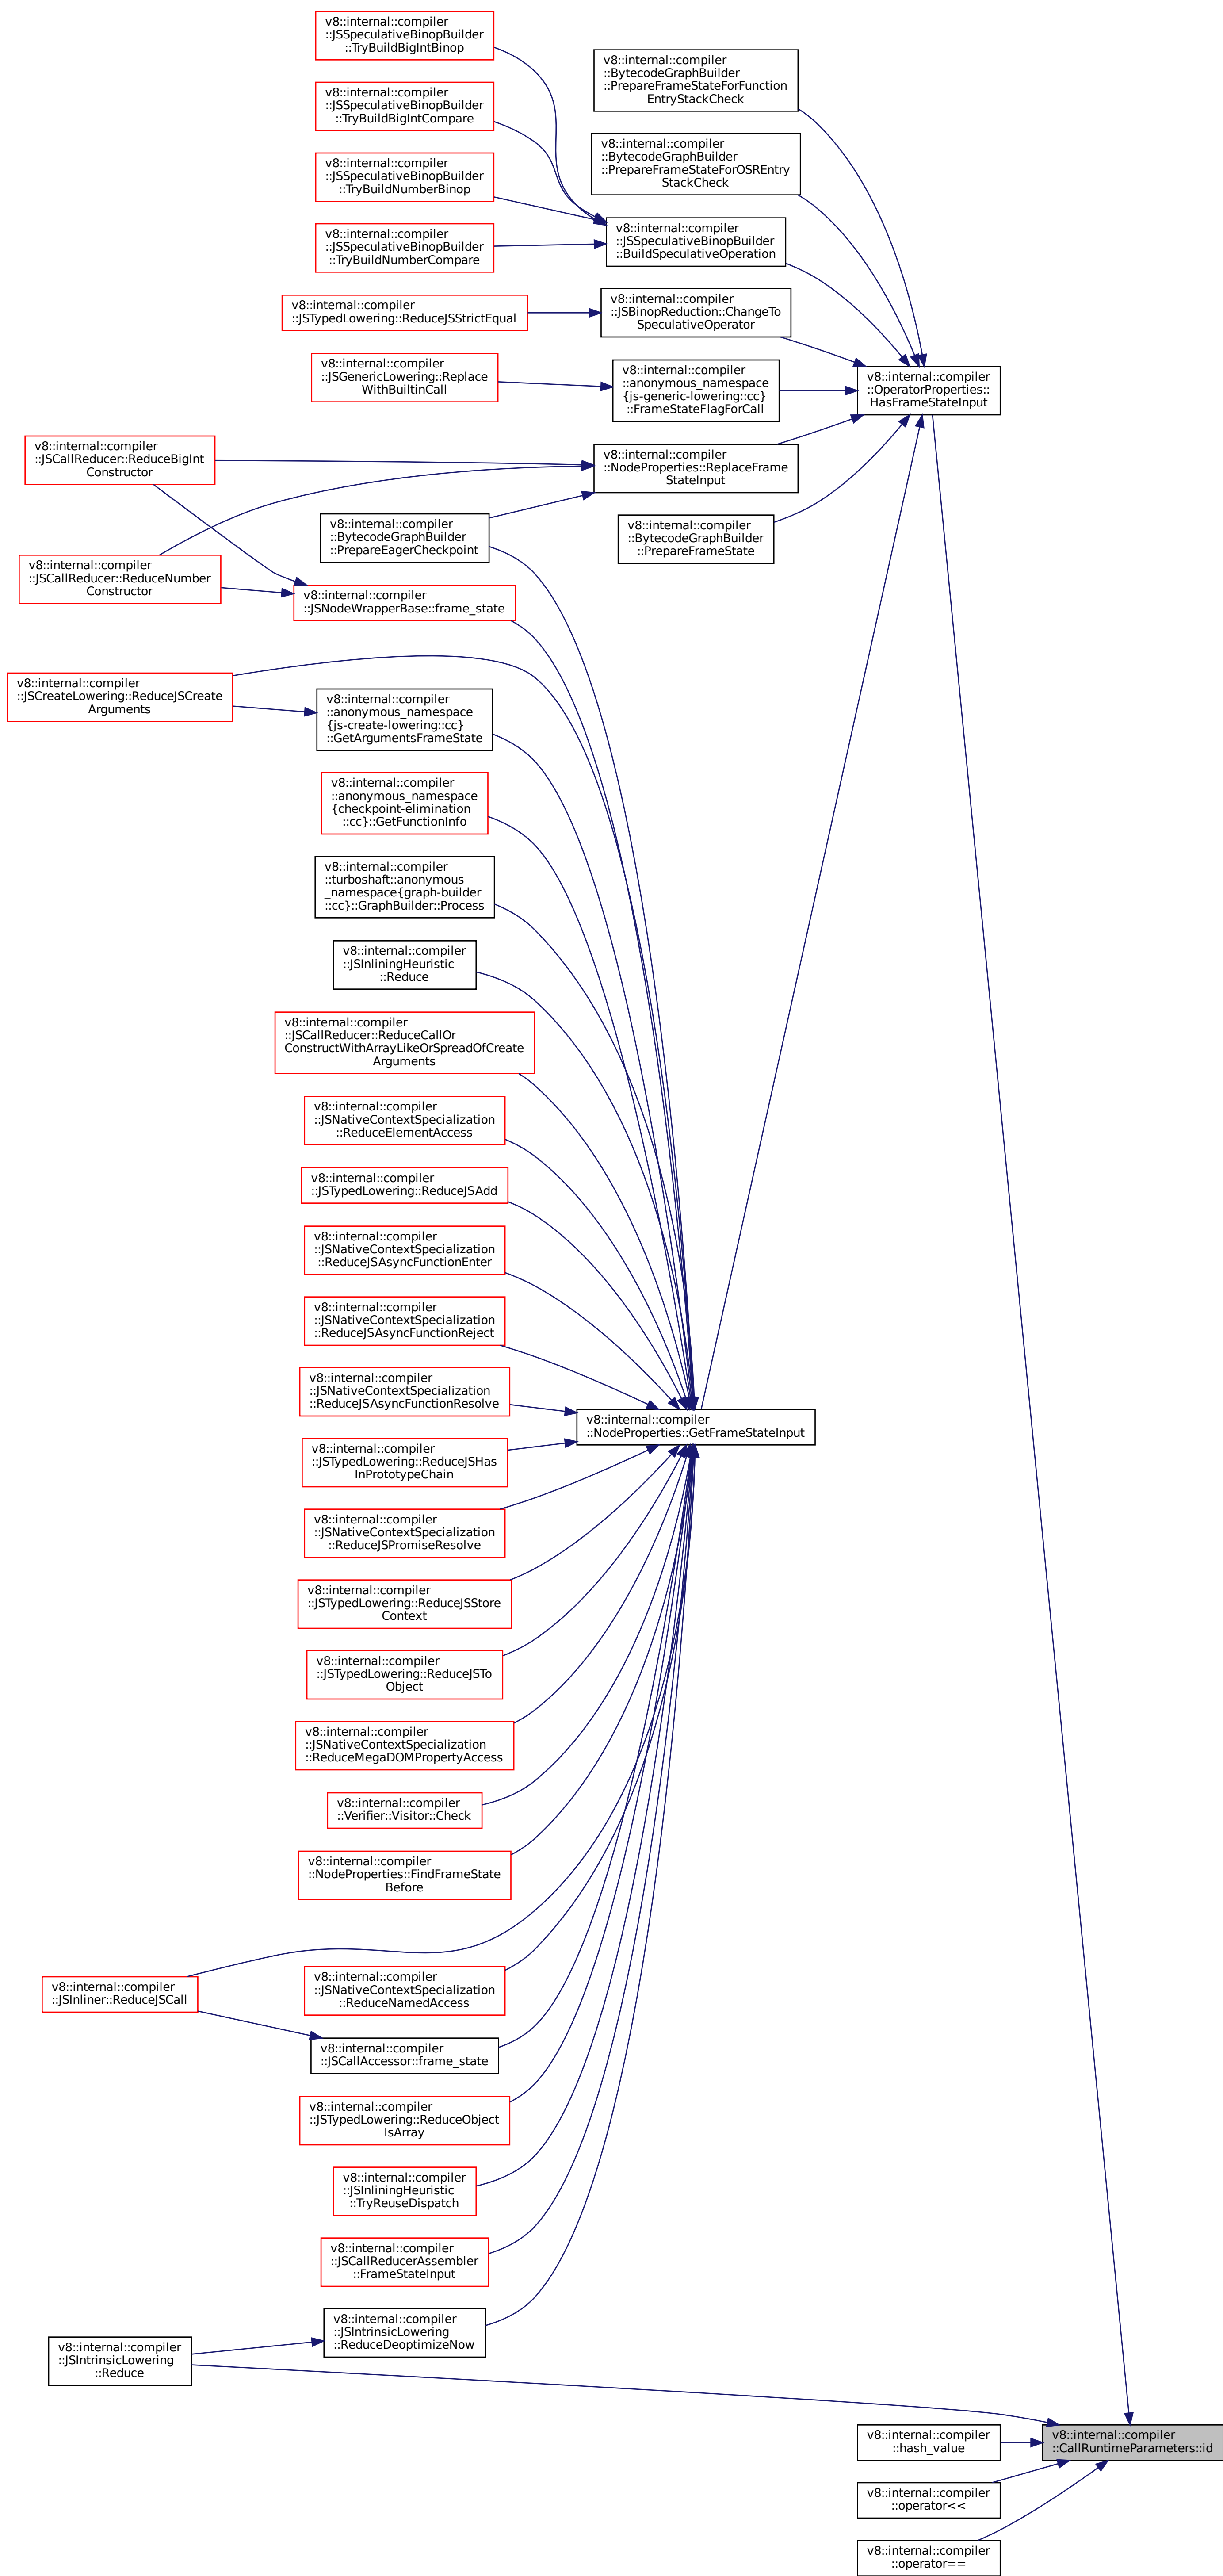 v8::internal::compiler
::JSSpeculativeBinopBuilder
::TryBuildBigIntBinop
v8::internal::compiler
::BytecodeGraphBuilder
::PrepareFrameStateForFunction
EntryStackCheck
v8::internal::compiler
::JSSpeculativeBinopBuilder
::TryBuildBigIntCompare
v8::internal::compiler
::BytecodeGraphBuilder
::PrepareFrameStateForOSREntry
StackCheck
v8::internal::compiler
::JSSpeculativeBinopBuilder
::TryBuildNumberBinop
v8::internal::compiler
::JSSpeculativeBinopBuilder
::BuildSpeculativeOperation
v8::internal::compiler
::JSSpeculativeBinopBuilder
::TryBuildNumberCompare
v8::internal::compiler
::JSBinopReduction::ChangeTo
SpeculativeOperator
v8::internal::compiler
::JSTypedLowering::ReduceJSStrictEqual
v8::internal::compiler
::JSGenericLowering::Replace
WithBuiltinCall
v8::internal::compiler
::anonymous_namespace
{js-generic-lowering::cc}
::FrameStateFlagForCall
v8::internal::compiler
::OperatorProperties::
HasFrameStateInput
v8::internal::compiler
::JSCallReducer::ReduceBigInt
Constructor
v8::internal::compiler
::NodeProperties::ReplaceFrame
StateInput
v8::internal::compiler
::BytecodeGraphBuilder
::PrepareEagerCheckpoint
v8::internal::compiler
::BytecodeGraphBuilder
::PrepareFrameState
v8::internal::compiler
::JSCallReducer::ReduceNumber
Constructor
v8::internal::compiler
::JSNodeWrapperBase::frame_state
v8::internal::compiler
::JSCreateLowering::ReduceJSCreate
Arguments
v8::internal::compiler
::anonymous_namespace
{js-create-lowering::cc}
::GetArgumentsFrameState
v8::internal::compiler
::anonymous_namespace
{checkpoint-elimination
::cc}::GetFunctionInfo
v8::internal::compiler
::turboshaft::anonymous
_namespace{graph-builder
::cc}::GraphBuilder::Process
v8::internal::compiler
::JSInliningHeuristic
::Reduce
v8::internal::compiler
::JSCallReducer::ReduceCallOr
ConstructWithArrayLikeOrSpreadOfCreate
Arguments
v8::internal::compiler
::JSNativeContextSpecialization
::ReduceElementAccess
v8::internal::compiler
::JSTypedLowering::ReduceJSAdd
v8::internal::compiler
::JSNativeContextSpecialization
::ReduceJSAsyncFunctionEnter
v8::internal::compiler
::JSNativeContextSpecialization
::ReduceJSAsyncFunctionReject
v8::internal::compiler
::JSNativeContextSpecialization
::ReduceJSAsyncFunctionResolve
v8::internal::compiler
::NodeProperties::GetFrameStateInput
v8::internal::compiler
::JSTypedLowering::ReduceJSHas
InPrototypeChain
v8::internal::compiler
::JSNativeContextSpecialization
::ReduceJSPromiseResolve
v8::internal::compiler
::JSTypedLowering::ReduceJSStore
Context
v8::internal::compiler
::JSTypedLowering::ReduceJSTo
Object
v8::internal::compiler
::JSNativeContextSpecialization
::ReduceMegaDOMPropertyAccess
v8::internal::compiler
::Verifier::Visitor::Check
v8::internal::compiler
::NodeProperties::FindFrameState
Before
v8::internal::compiler
::JSInliner::ReduceJSCall
v8::internal::compiler
::JSNativeContextSpecialization
::ReduceNamedAccess
v8::internal::compiler
::JSCallAccessor::frame_state
v8::internal::compiler
::JSTypedLowering::ReduceObject
IsArray
v8::internal::compiler
::JSInliningHeuristic
::TryReuseDispatch
v8::internal::compiler
::JSCallReducerAssembler
::FrameStateInput
v8::internal::compiler
::JSIntrinsicLowering
::ReduceDeoptimizeNow
v8::internal::compiler
::JSIntrinsicLowering
::Reduce
v8::internal::compiler
::hash_value
v8::internal::compiler
::CallRuntimeParameters::id
v8::internal::compiler
::operator<<
v8::internal::compiler
::operator==